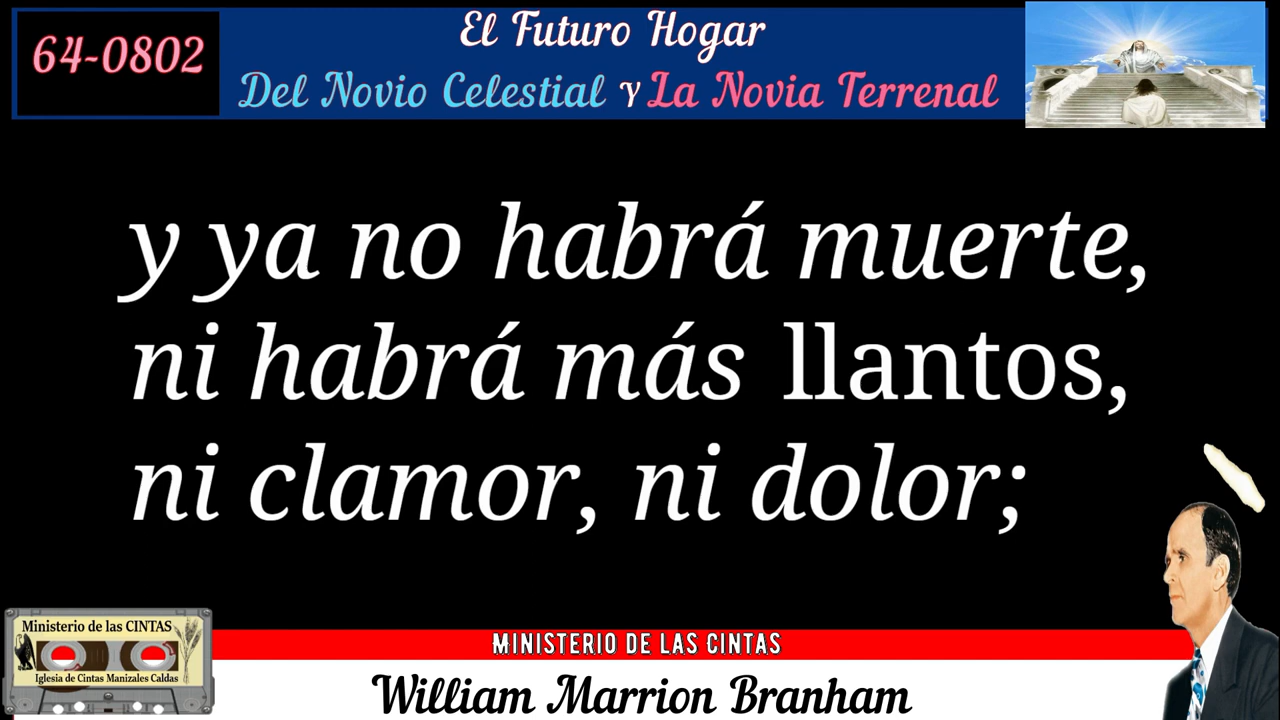 64-0802
El Futuro Hogar
Del Novio Celestial y La Novia Terrenal
y ya no habrá muerte,
ni habrá más llantos,
ni clamor, ni dolor;
Ministerio de las CINTAS
Iglesia de Cintas Manizales Caldas
MINISTERIO DE LAS CINTAS
William Marrion Branham